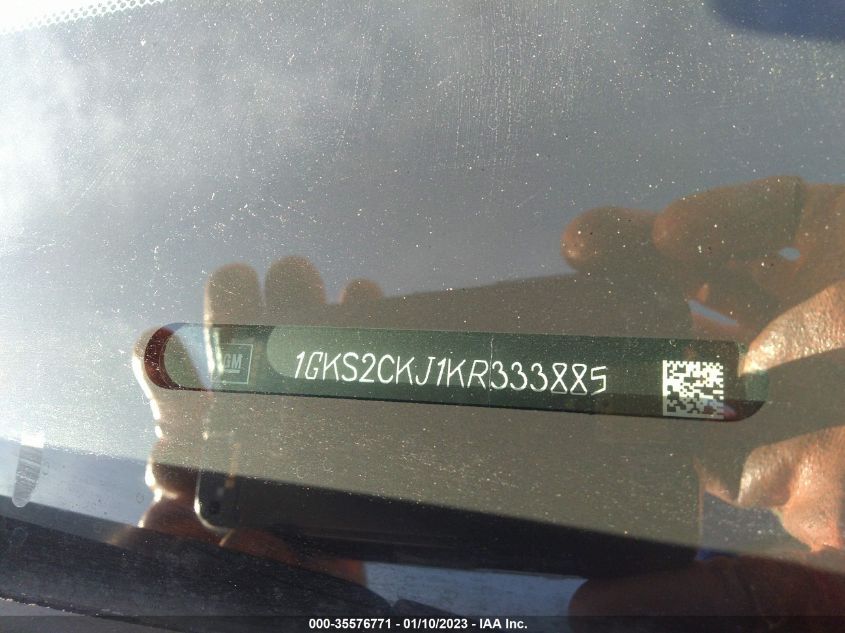 GM
1GKS2CKJ1KR333885
000-35576771 - 01/10/2023 - IAA Inc.